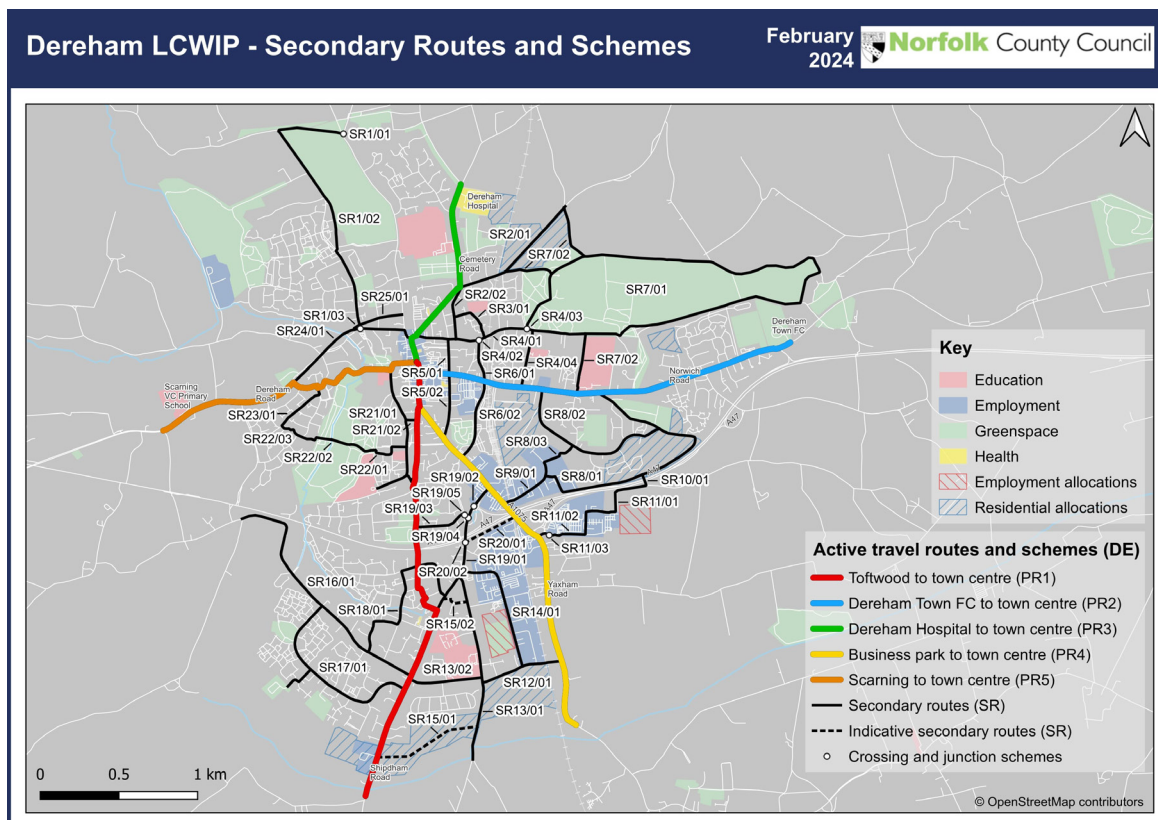 Dereham LCWIP - Secondary Routes and Schemes
February
2024
Norfolk County Council
SR1/01
Dereham
Hospital
SR1/02
SR2/01
SR7/02
Cemetery
Road
SR7/01
SR25/01
SR2/02
SR3/01
SR1/03
SR4/03
SR24/01
SR4/01
Dereham
Town FC
SR4/02
SR4/04
SR7/02
SR5/01
SR6/01
Norwich
Road
Scarning
VC Primary
School
Dereham
Road
SR5/02
SR23/01
SR21/01
SR6/02
SR8/02
A47
SR21/02
SR22/03
SR8/03
SR22/02
SR22/01
SR19/02
SR9/01
SR8/01
A47
SR10/01
SR19/05
SR11/01
SR19/03
A47
A1075
A47
SR11/02
SR19/04
SR20/01
SR11/03
SR19/01
SR20/02
SR16/01
Yaxham
Road
SR18/01
SR14/01
SR15/02
SR17/01
SR13/02
SR12/01
SR13/01
SR15/01
Shipdham
Road
Key
Education
Employment
Greenspace
Health
Employment allocations
Residential allocations
Active travel routes and schemes (DE)
Toftwood to town centre (PR1)
Dereham Town FC to town centre (PR2)
Dereham Hospital to town centre (PR3)
Business park to town centre (PR4)
Scarning to town centre (PR5)
Secondary routes (SR)
Indicative secondary routes (SR)
Crossing and junction schemes
0 0.5 1 km
© OpenStreetMap contributors